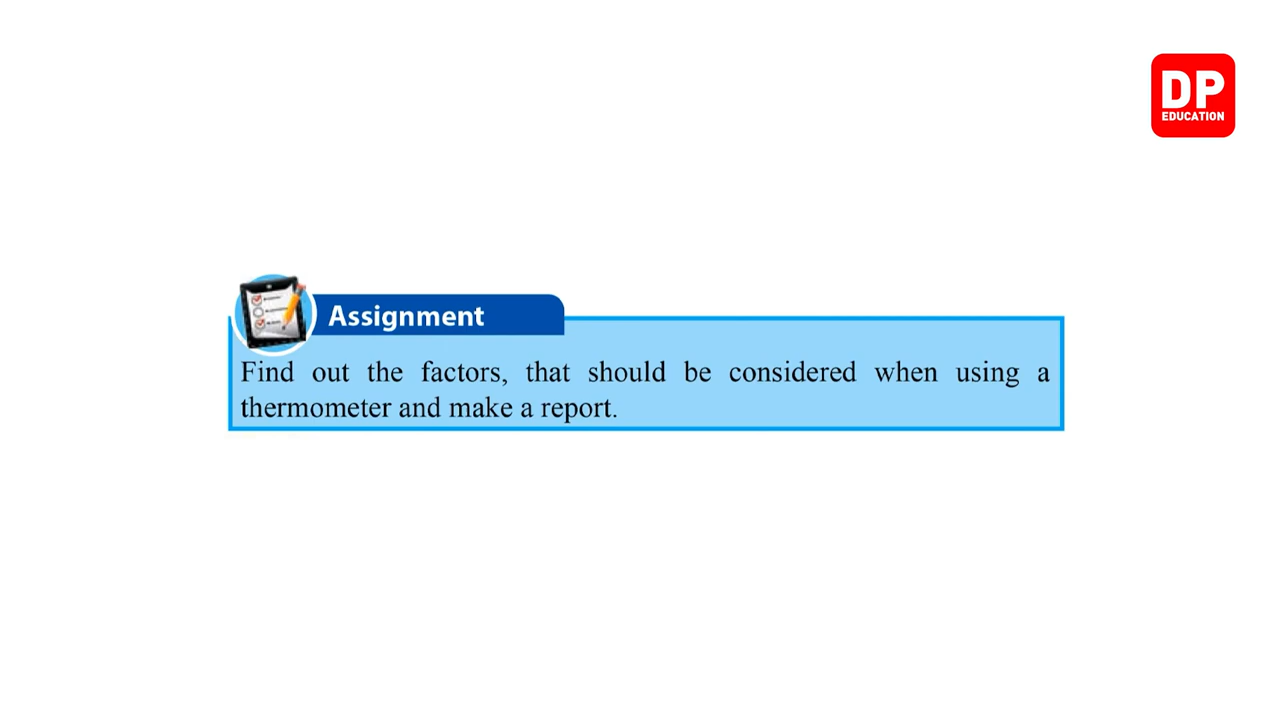 DP
EDUCATION
Assignment
Find out the factors, that should be considered when using a
thermometer and make a report.